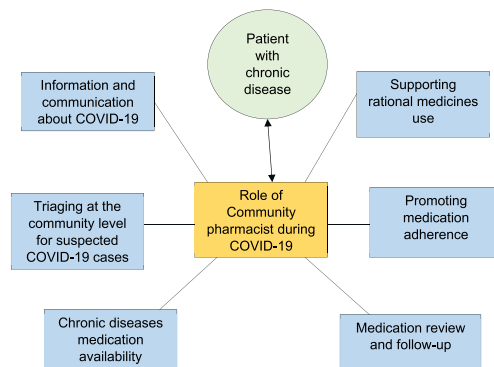 Patient
with
chronic
disease
Information and
communication
about COVID-19
Supporting
rational medicines
use
Triaging at the
community level
for suspected
COVID-19 cases
Role of
Community
pharmacist during
COVID-19
Promoting
medication
adherence
Chronic diseases
medication
availability
Medication review
and follow-up